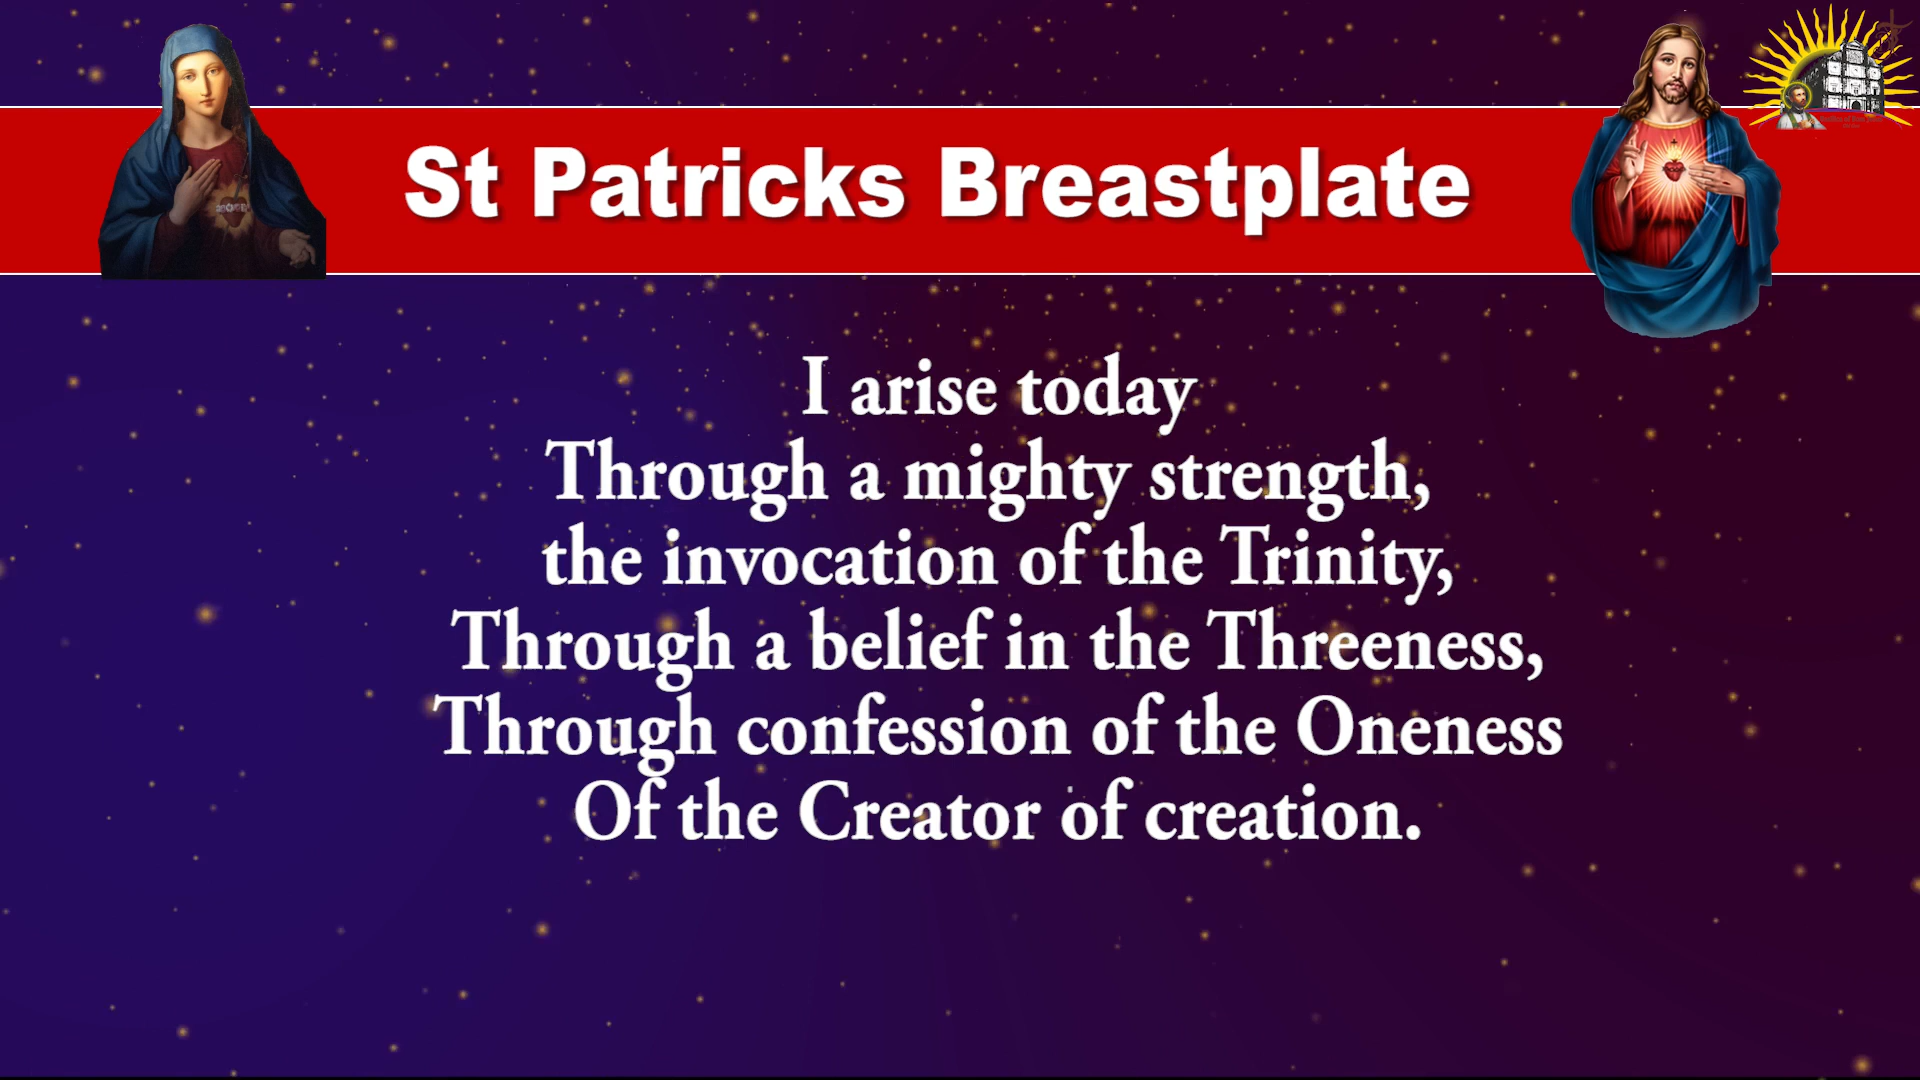 St Patricks Breastplate
I arise today
Through a mighty strength,
the invocation of the Trinity,
Through a belief in the Threeness,
Through confession of the Oneness
Of the Creator of creation.